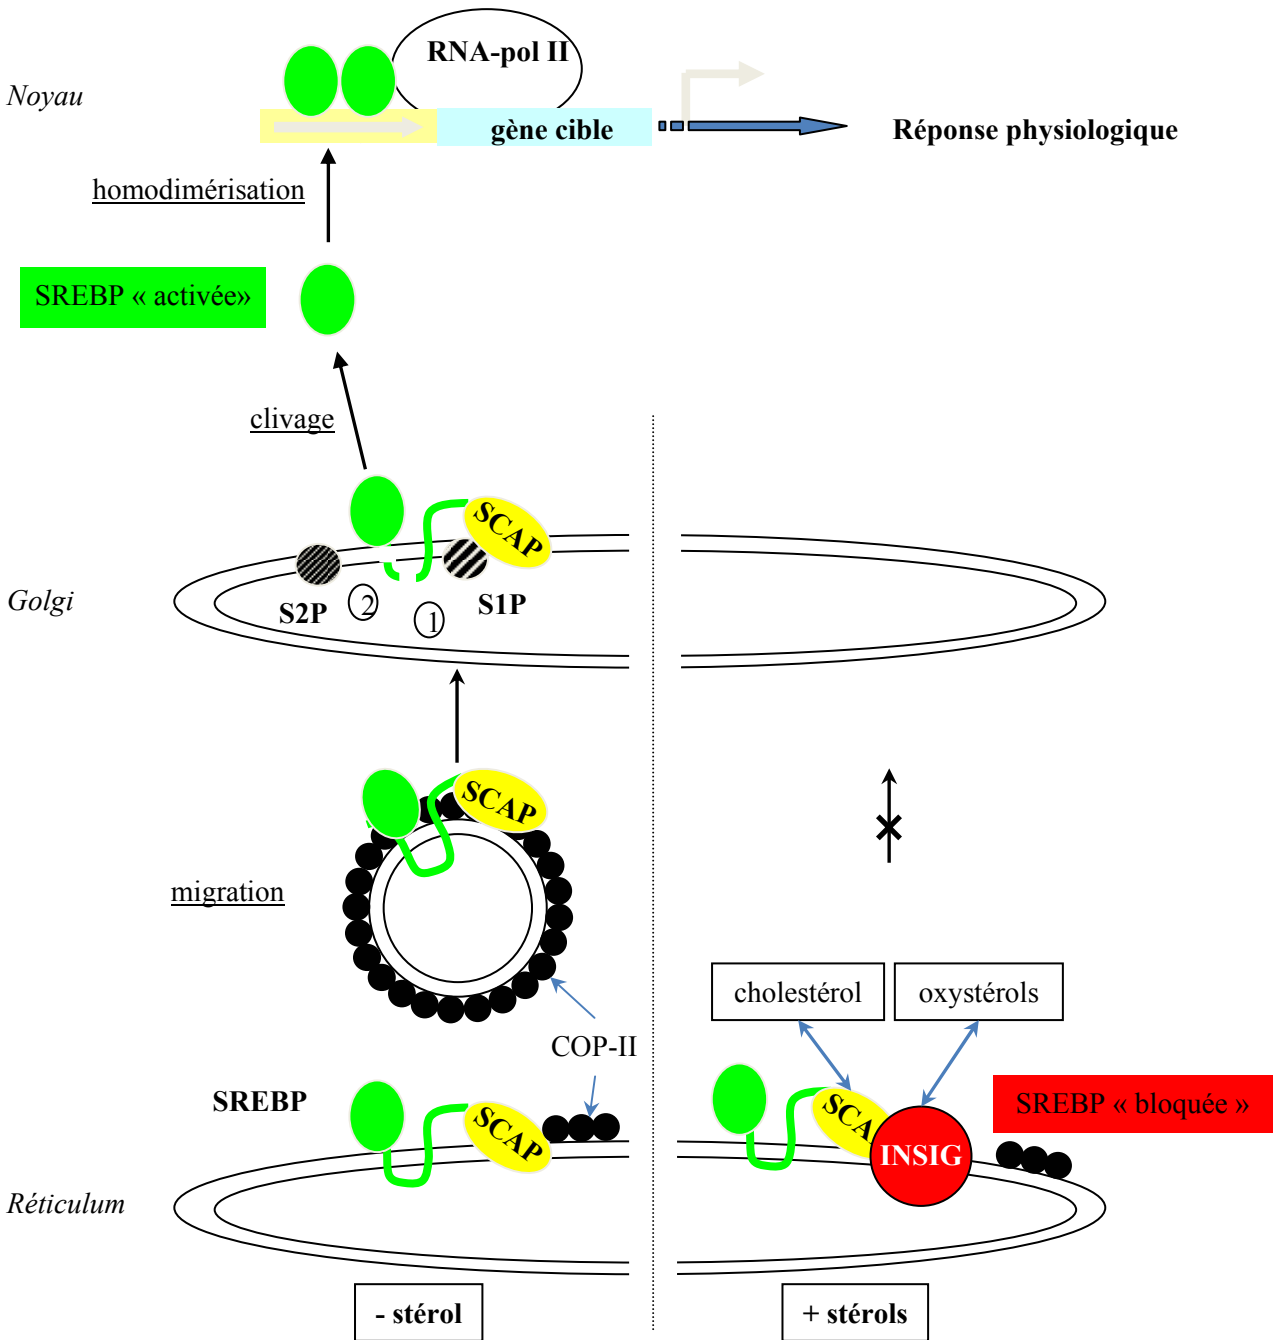 RNA-pol II
Noyau
gène cible
Réponse physiologique
homodimérisation
SREBP « activée»
clivage
SCAP
Golgi
S2P
2
1
S1P
SCAP
migration
cholestérol
oxystérols
COP-II
SREBP
SCAP
SCA
INSIG
SREBP « bloquée »
Réticulum
- stérol
+ stérols